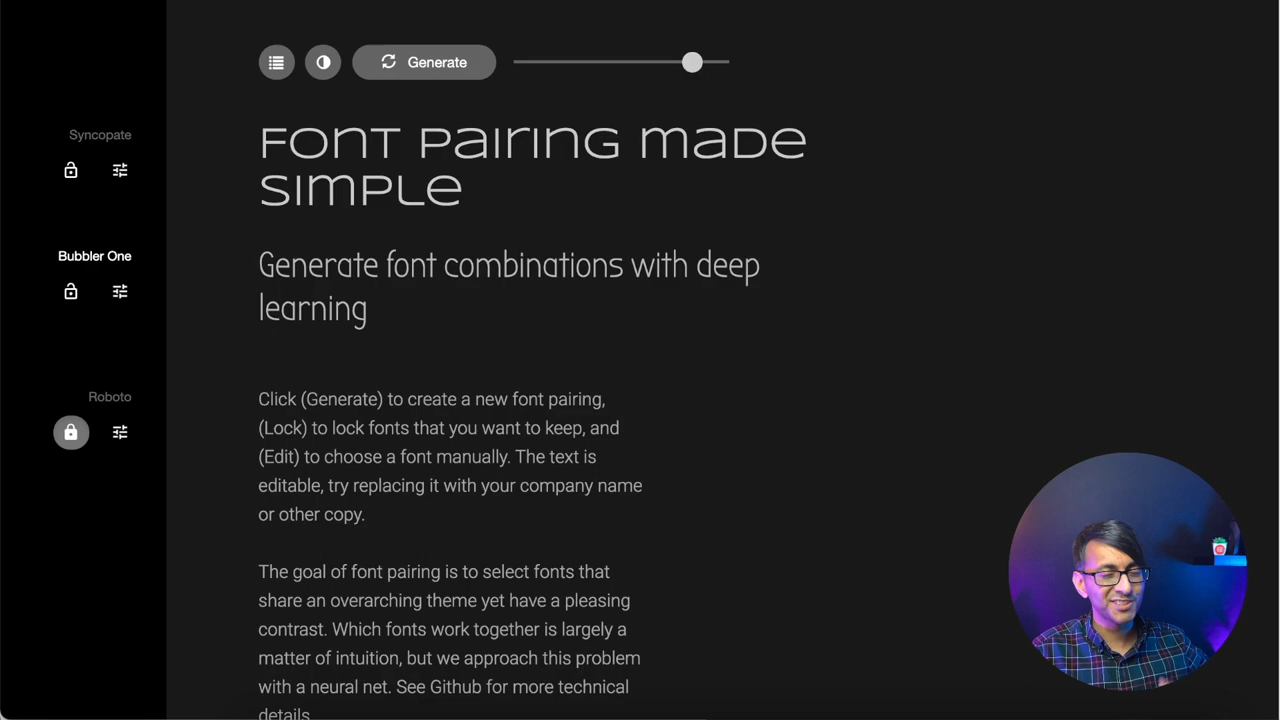 Generate
Syncopate
Font pairing made
simple
Bubbler One
Generate font combinations with deep
learning
Roboto
Click (Generate) to create a new font pairing,
(Lock) to lock fonts that you want to keep, and
(Edit) to choose a font manually. The text is
editable, try replacing it with your company name
or other copy.
The goal of font pairing is to select fonts that
share an overarching theme yet have a pleasing
contrast. Which fonts work together is largely a
matter of intuition, but we approach this problem
with a neural net. See Github for more technical
details.